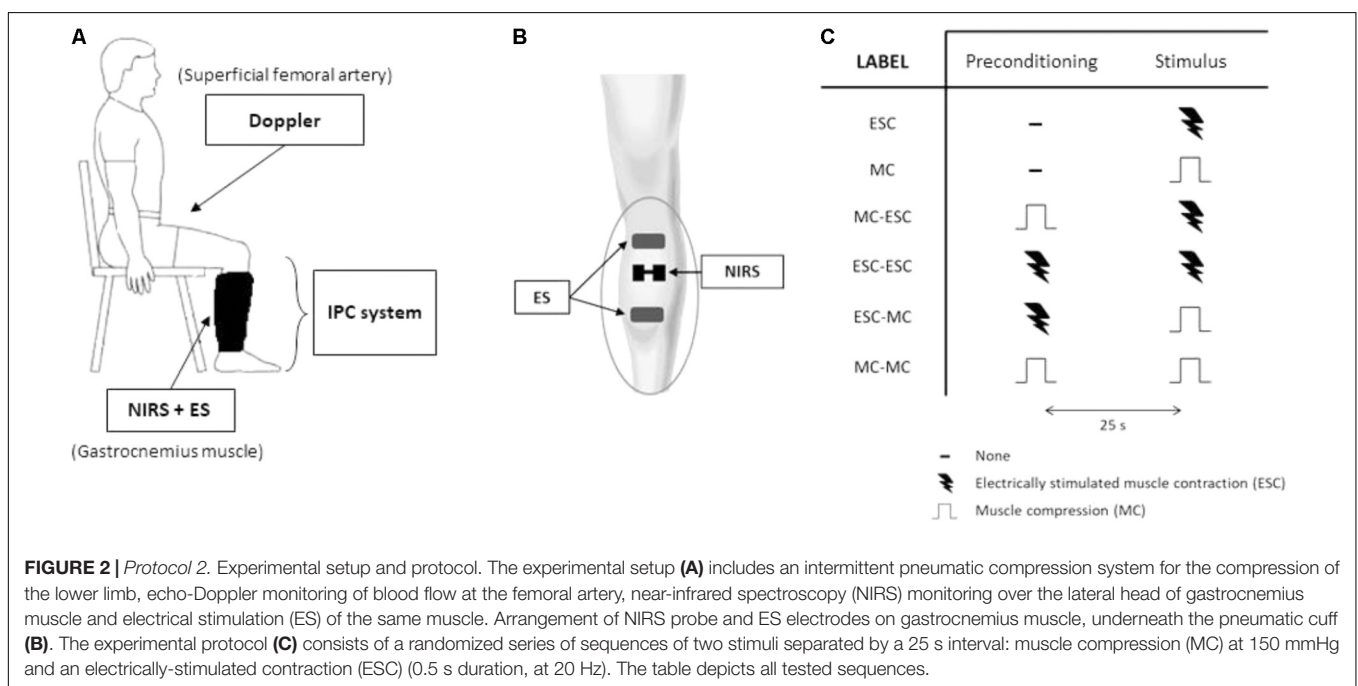 A
(Superficial femoral artery)
Doppler
IPC system
NIRS + ES
(Gastrocnemius muscle)
B
ES
NIRS
C
LABEL Preconditioning Stimulus
ESC –
MC –
MC-ESC
ESC-ESC
ESC-MC
MC-MC
25 s
– None
Electrically stimulated muscle contraction (ESC)
Muscle compression (MC)
FIGURE 2 | Protocol 2. Experimental setup and protocol. The experimental setup (A) includes an intermittent pneumatic compression system for the compression of
the lower limb, echo-Doppler monitoring of blood flow at the femoral artery, near-infrared spectroscopy (NIRS) monitoring over the lateral head of gastrocnemius
muscle and electrical stimulation (ES) of the same muscle. Arrangement of NIRS probe and ES electrodes on gastrocnemius muscle, underneath the pneumatic cuff
(B). The experimental protocol (C) consists of a randomized series of sequences of two stimuli separated by a 25 s interval: muscle compression (MC) at 150 mmHg
and an electrically-stimulated contraction (ESC) (0.5 s duration, at 20 Hz). The table depicts all tested sequences.